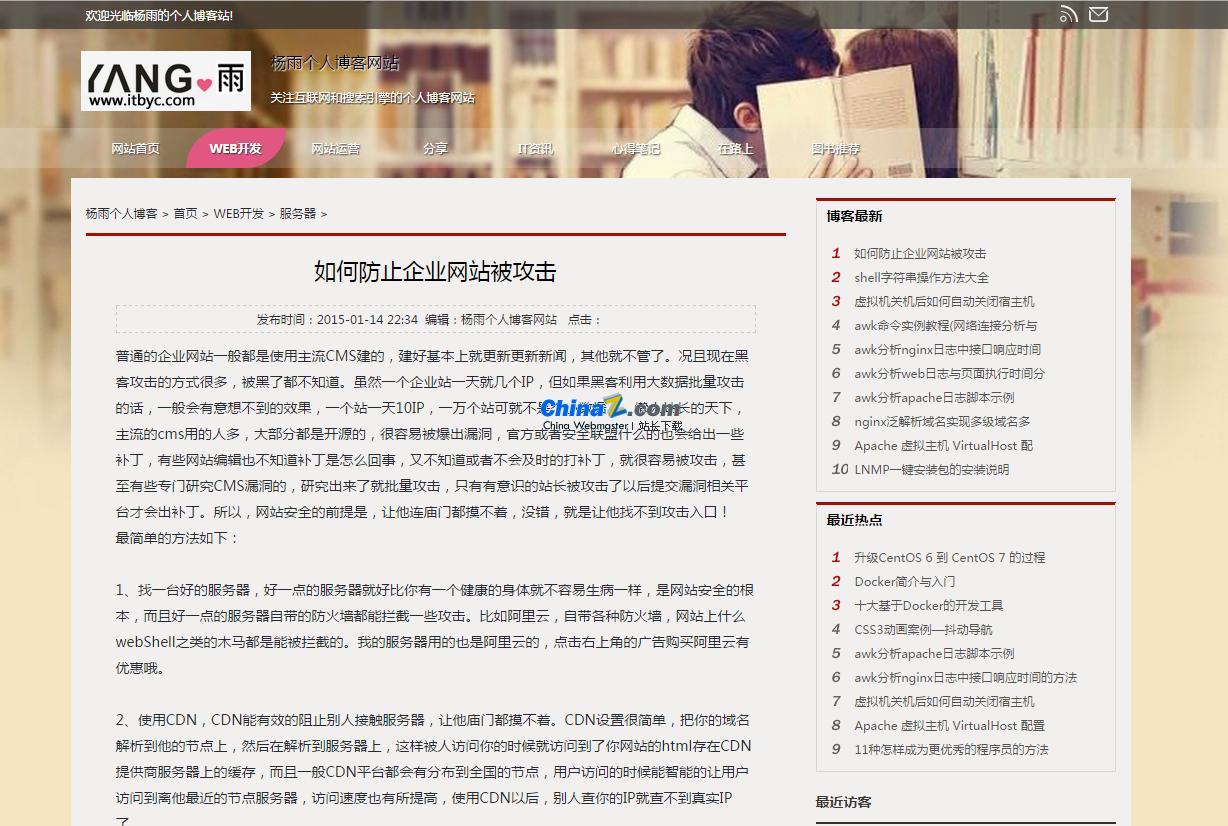 欢迎光临杨雨的个人博客站!
YANG 雨
www.itbyc.com
杨雨个人博客网站
关注互联网和搜索引擎的个人博客网站
网站首页
WEB开发
网站运营
分享
IT资讯
心得笔记
在路上
图书推荐
杨雨个人博客 > 首页 > WEB开发 > 服务器 >
如何防止企业网站被攻击
发布时间：2015-01-14 22:34 编辑：杨雨个人博客网站 点击：
普通的企业网站一般都是使用主流CMS建的，建好基本上就更新更新新闻，其他就不管了。况且现在黑
客攻击的方式很多，被黑了都不知道。虽然一个企业站一天就几个IP，但如果黑客利用大数据批量攻击
的话，一般会有意想不到的效果，一个站一天10IP，一万个站可就不是 长的天下，
主流的cms用的人多，大部分都是开源的，很容易被爆出漏洞，官方或者安全联盟什么的也会给出一些
补丁，有些网站编辑也不知道补丁是怎么回事，又不知道或者不会及时的打补丁，就很容易被攻击，甚
至有些专门研究CMS漏洞的，研究出来了就批量攻击，只有有意识的站长被攻击了以后提交漏洞相关平
台才会出补丁。所以，网站安全的前提是，让他连庙门都摸不着，没错，就是让他找不到攻击入口！
最简单的方法如下：
1、找一台好的服务器，好一点的服务器就好比你有一个健康的身体就不容易生病一样，是网站安全的根
本，而且好一点的服务器自带的防火墙都能拦截一些攻击。比如阿里云，自带各种防火墙，网站上什么
webShell之类的木马都是能被拦截的。我的服务器用的也是阿里云的，点击右上角的广告购买阿里云有
优惠哦。
2、使用CDN，CDN能有效的阻止别人接触服务器，让他庙门都摸不着。CDN设置很简单，把你的域名
解析到他的节点上，然后在解析到服务器上，这样被人访问你的时候就访问到了你网站的html存在CDN
提供商服务器上的缓存，而且一般CDN平台都会有分布到全国的节点，用户访问的时候能智能的让用户
访问到离他最近的节点服务器，访问速度也有所提高，使用CDN以后，别人查你的IP就查不到真实IP
了
ChinaZ.com
China Webmaster | 站长下载
博客最新
1 如何防止企业网站被攻击
2 shell字符串操作方法大全
3 虚拟机关机后如何自动关闭宿主机
4 awk命令实例教程(网络连接分析与
5 awk分析nginx日志中接口响应时间
6 awk分析web日志与页面执行时间分
7 awk分析apache日志脚本示例
8 nginx泛解析域名实现多级域名多
9 Apache 虚拟主机 VirtualHost 配
10 LNMP一键安装包的安装说明
最近热点
1 升级CentOS 6 到 CentOS 7 的过程
2 Docker简介与入门
3 十大基于Docker的开发工具
4 CSS3动画案例—抖动导航
5 awk分析apache日志脚本示例
6 awk分析nginx日志中接口响应时间的方法
7 虚拟机关机后如何自动关闭宿主机
8 Apache 虚拟主机 VirtualHost 配置
9 11种怎样成为更优秀的程序员的方法
最近访客